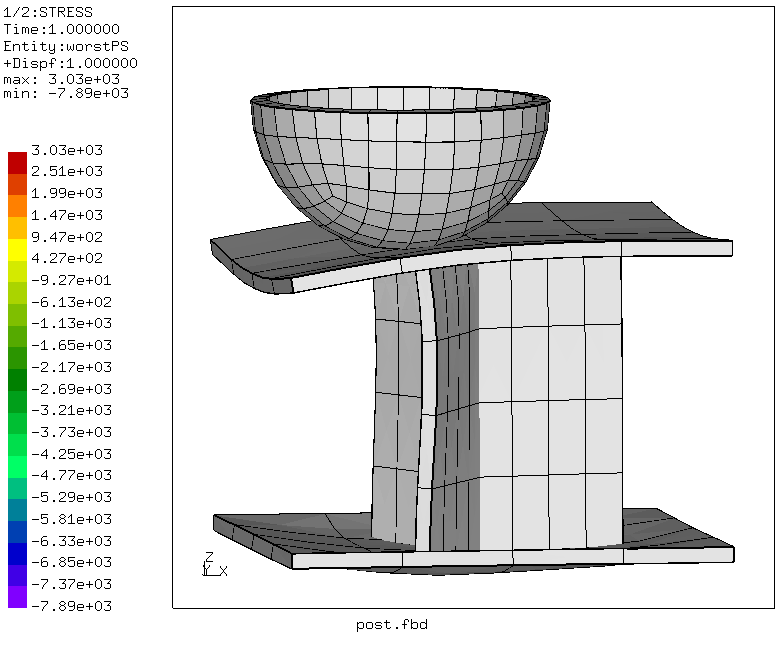 1/2:STRESS
Time:1.000000
Entity:worstPS
+Dispf:1.000000
max: 3.03e+03
min: -7.89e+03
3.03e+03
2.51e+03
1.99e+03
1.47e+03
9.47e+02
4.27e+02
-9.27e+01
-6.13e+02
-1.13e+03
-1.65e+03
-2.17e+03
-2.69e+03
-3.21e+03
-3.73e+03
-4.25e+03
-4.77e+03
-5.29e+03
-5.81e+03
-6.33e+03
-6.85e+03
-7.37e+03
-7.89e+03
Z
Y X
post.fbd